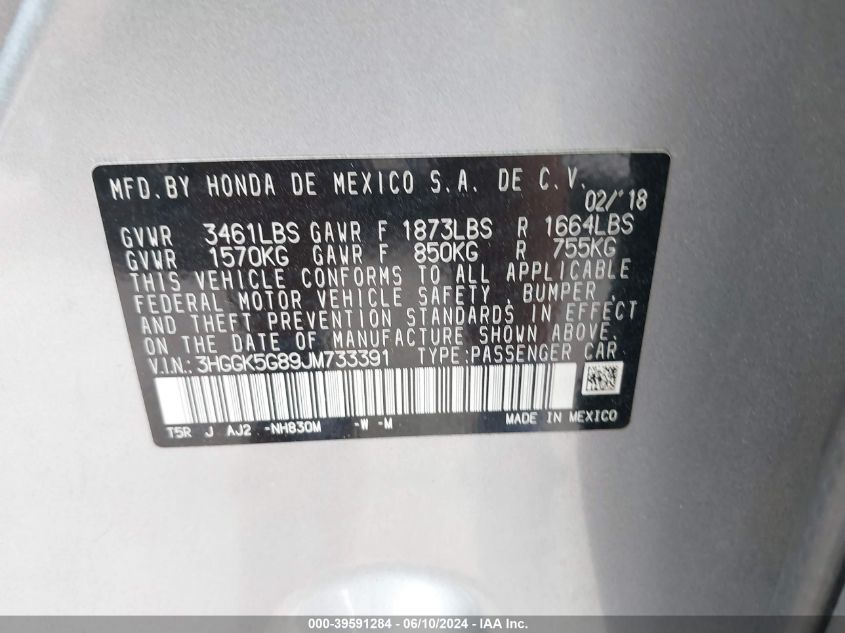 MFD.BY HONDA DE MEXICO S.A. DE C.V.
02/'18
GVWR 3461LBS GAWR F 1873LBS R 1664LBS
GVWR 1570KG GAWR F 850KG R 755KG
THIS VEHICLE CONFORMS TO ALL APPLICABLE
FEDERAL MOTOR VEHICLE SAFETY, BUMPER,
AND THEFT PREVENTION STANDARDS IN EFFECT
ON THE DATE OF MANUFACTURE SHOWN ABOVE.
V.I.N.: 3HGGK5G89JM733391 TYPE:PASSENGER CAR
T5R J AJ2 -NH830M -W -M MADE IN MEXICO
000-39591284 - 06/10/2024 - IAA Inc.